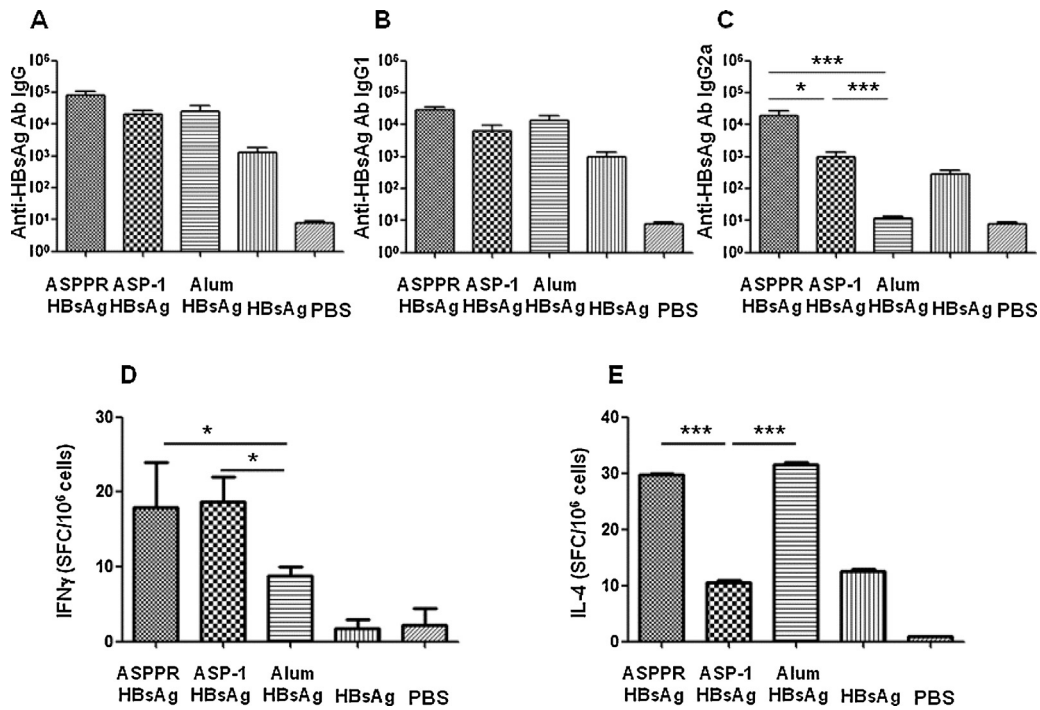 A
Anti-HBsAg Ab IgG
10⁶
10⁵
10⁴
10³
10²
10¹
10⁰
ASPPR ASP-1 Alum
HBsAg HBsAg HBsAg HBsAg PBS
B
Anti-HBsAg Ab IgG1
10⁶
10⁵
10⁴
10³
10²
10¹
10⁰
ASPPR ASP-1 Alum
HBsAg HBsAg HBsAg HBsAg PBS
C
Anti-HBsAg Ab IgG2a
10⁶
10⁵
10⁴
10³
10²
10¹
10⁰
***
* ***
ASPPR ASP-1 Alum
HBsAg HBsAg HBsAg HBsAg PBS
D
IFNγ (SFC/10⁶ cells)
30
20
10
0
*
*
ASPPR ASP-1 Alum
HBsAg HBsAg HBsAg HBsAg PBS
E
IL-4 (SFC/10⁶ cells)
40
30
20
10
0
*** ***
ASPPR ASP-1 Alum
HBsAg HBsAg HBsAg HBsAg PBS